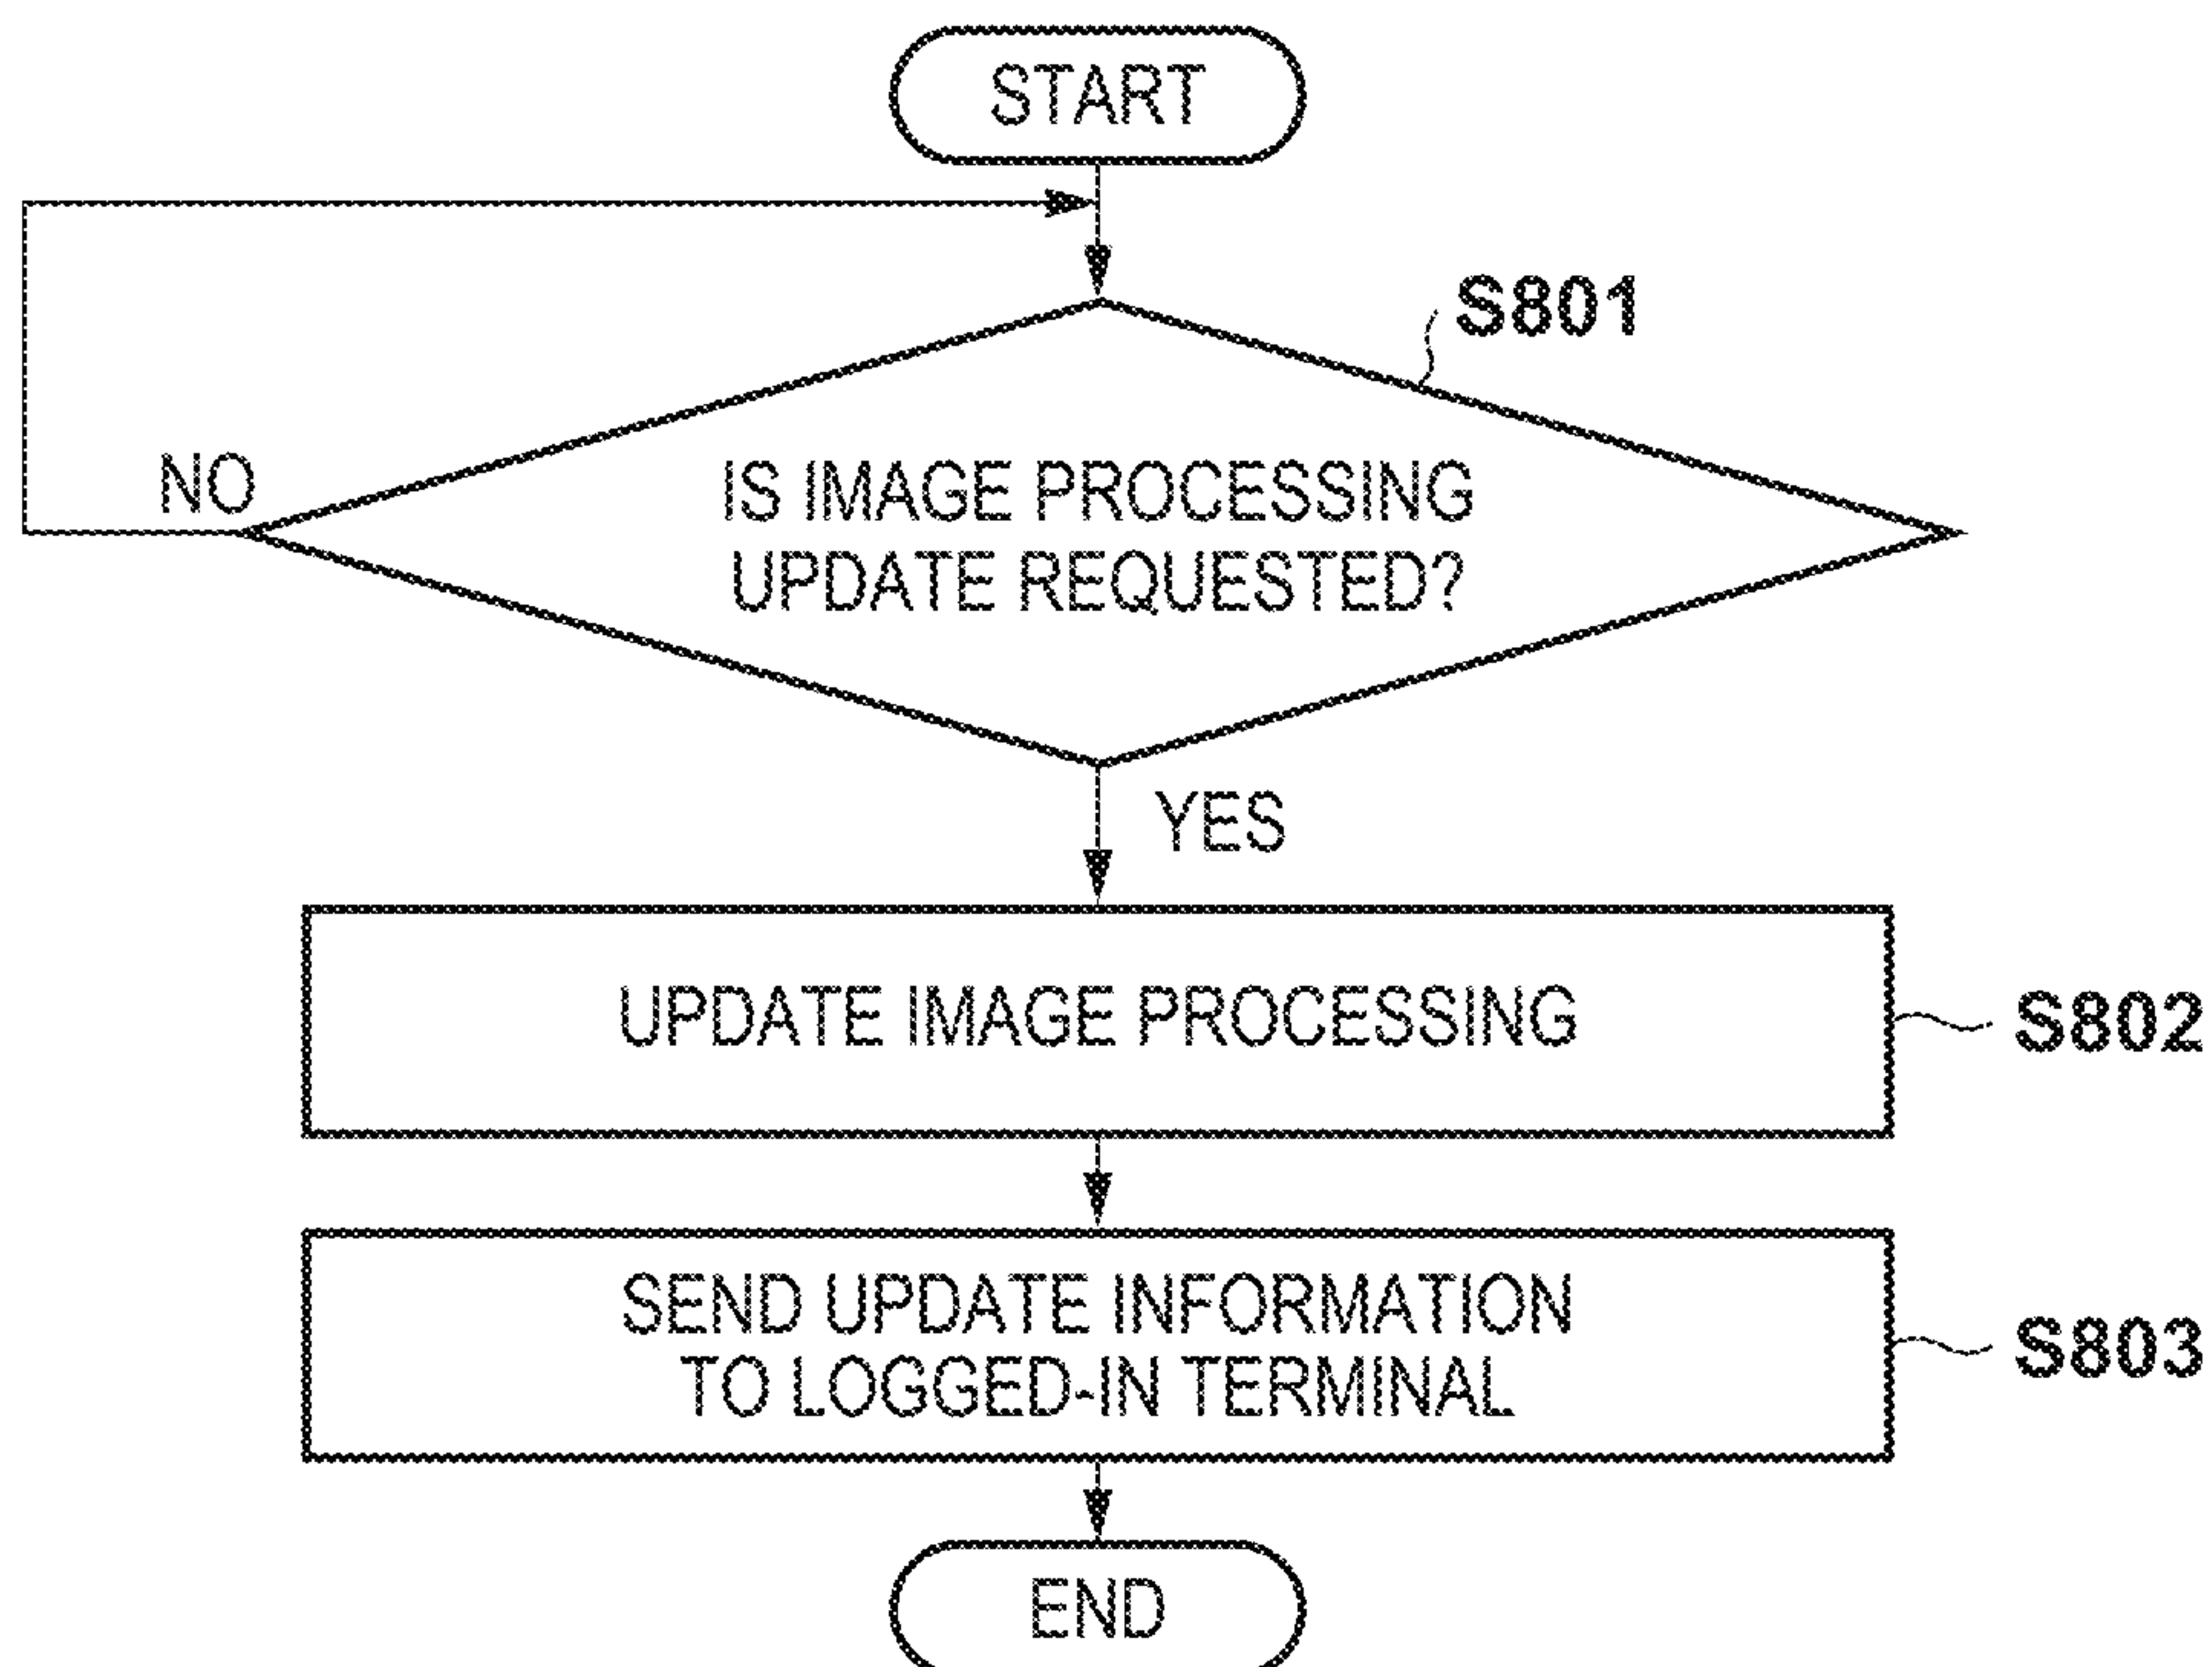 START
S801
NO
IS IMAGE PROCESSING
UPDATE REQUESTED?
YES
UPDATE IMAGE PROCESSING
S802
SEND UPDATE INFORMATION
TO LOGGED-IN TERMINAL
S803
END